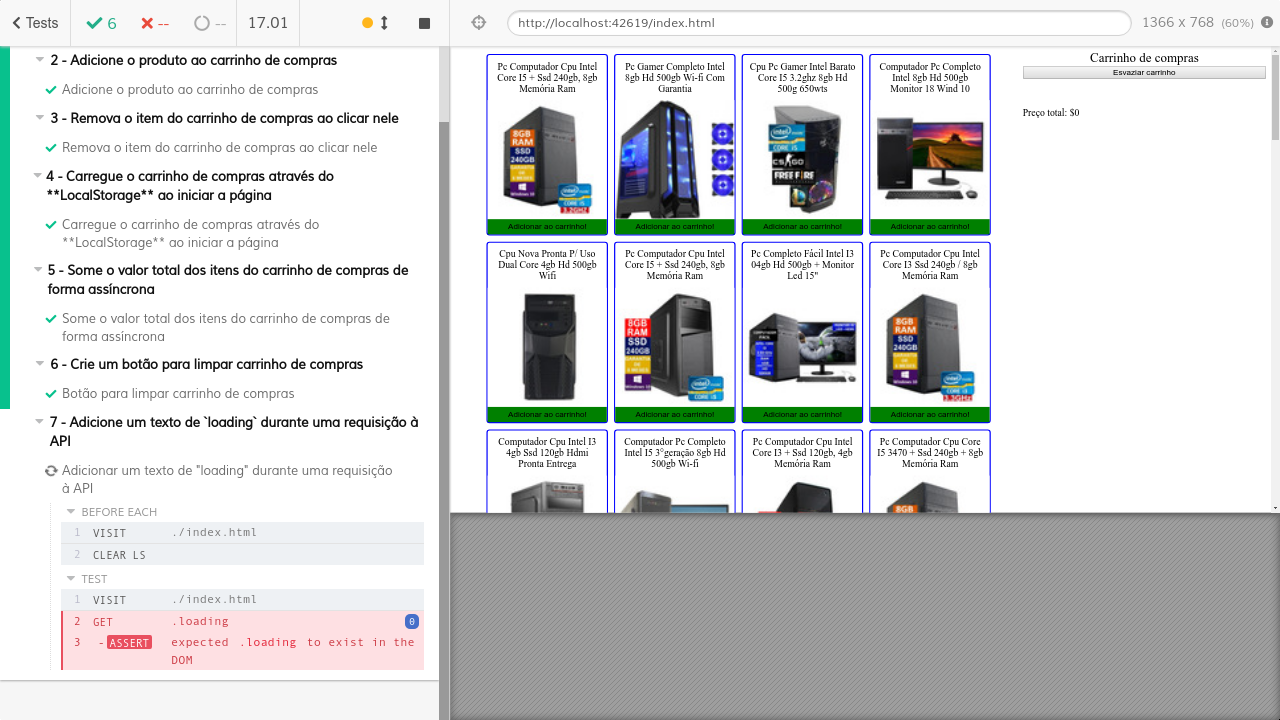 Tests
6
--
--
17.01
http://localhost:42619/index.html
1366 x 768 (60%)
2 - Adicione o produto ao carrinho de compras
Adicione o produto ao carrinho de compras
3 - Remova o item do carrinho de compras ao clicar nele
Remova o item do carrinho de compras ao clicar nele
4 - Carregue o carrinho de compras através do
**LocalStorage** ao iniciar a página
Carregue o carrinho de compras através do
**LocalStorage** ao iniciar a página
5 - Some o valor total dos itens do carrinho de compras de
forma assíncrona
Some o valor total dos itens do carrinho de compras de
forma assíncrona
6 - Crie um botão para limpar carrinho de compras
Botão para limpar carrinho de compras
7 - Adicione um texto de `loading` durante uma requisição à
API
Adicionar um texto de "loading" durante uma requisição
à API
BEFORE EACH
1 VISIT ./index.html
2 CLEAR LS
TEST
1 VISIT ./index.html
2 GET .loading 0
3 -ASSERT expected .loading to exist in the
DOM
Pc Computador Cpu Intel
Core I5 + Ssd 240gb, 8gb
Memória Ram
8GB
RAM
SSD
240GB
Adicionar ao carrinho!
Pc Gamer Completo Intel
8gb Hd 500gb Wi-fi Com
Garantia
Adicionar ao carrinho!
Cpu Pc Gamer Intel Barato
Core I5 3.2ghz 8gb Hd
500g 650wts
Adicionar ao carrinho!
Computador Pc Completo
Intel 8gb Hd 500gb
Monitor 18 Wind 10
Adicionar ao carrinho!
Carrinho de compras
Esvaziar carrinho
Preço total: $0
Cpu Nova Pronta P/ Uso
Dual Core 4gb Hd 500gb
Wifi
Adicionar ao carrinho!
Pc Computador Cpu Intel
Core I5 + Ssd 240gb, 8gb
Memória Ram
8GB
RAM
SSD
240GB
Adicionar ao carrinho!
Pc Completo Fácil Intel I3
04gb Hd 500gb + Monitor
Led 15"
Adicionar ao carrinho!
Pc Computador Cpu Intel
Core I3 Ssd 240gb / 8gb
Memória Ram
8GB
RAM
SSD
240GB
Adicionar ao carrinho!
Computador Cpu Intel I3
4gb Ssd 120gb Hdmi
Pronta Entrega
Computador Pc Completo
Intel I5 3°geração 8gb Hd
500gb Wi-fi
Pc Computador Cpu Intel
Core I3 + Ssd 120gb, 4gb
Memória Ram
Pc Computador Cpu Core
I5 3470 + Ssd 240gb + 8gb
Memória Ram